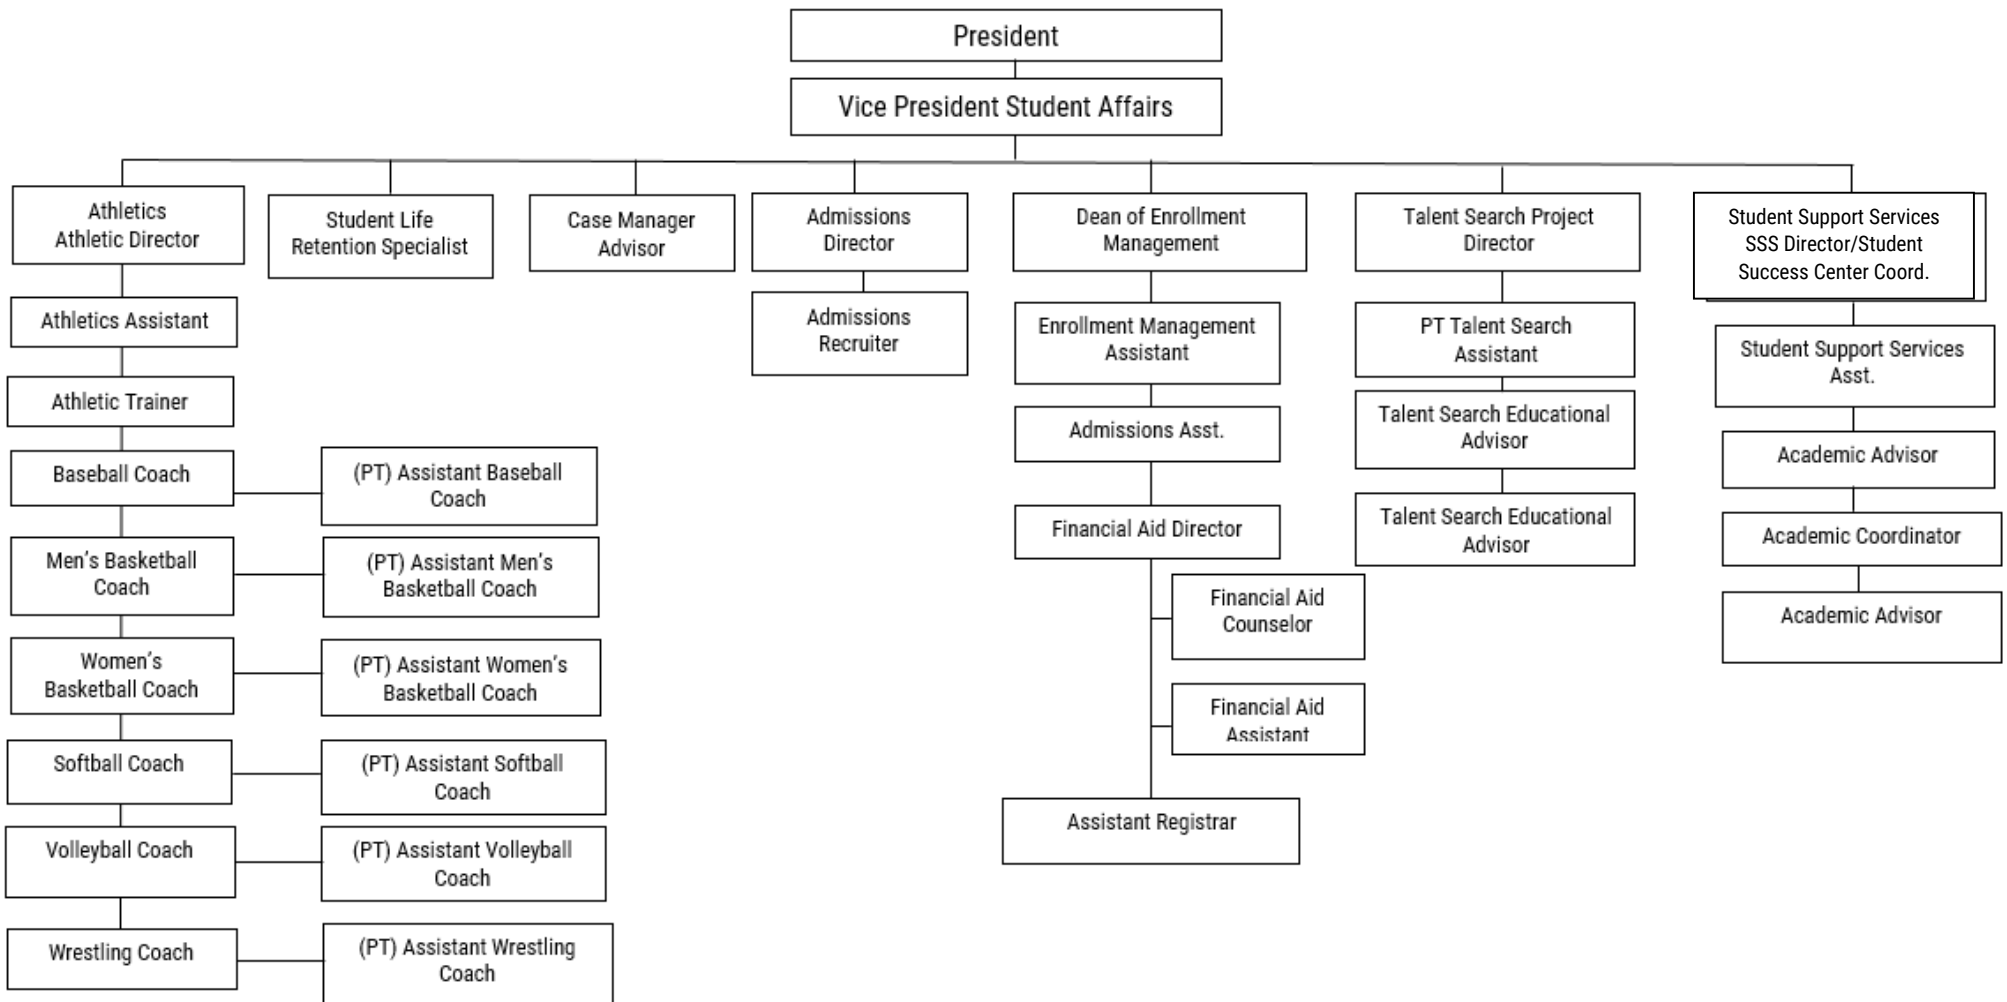 President
Vice President Student Affairs
Athletics
Athletic Director
Athletics Assistant
Athletic Trainer
Baseball Coach
(PT) Assistant Baseball
Coach
Men's Basketball
Coach
(PT) Assistant Men's
Basketball Coach
Women's
Basketball Coach
(PT) Assistant Women's
Basketball Coach
Softball Coach
(PT) Assistant Softball
Coach
Volleyball Coach
(PT) Assistant Volleyball
Coach
Wrestling Coach
(PT) Assistant Wrestling
Coach
Student Life
Retention Specialist
Case Manager
Advisor
Admissions
Director
Admissions
Recruiter
Dean of Enrollment
Management
Enrollment Management
Assistant
Admissions Asst.
Financial Aid Director
Financial Aid
Counselor
Financial Aid
Assistant
Assistant Registrar
Talent Search Project
Director
PT Talent Search
Assistant
Talent Search Educational
Advisor
Talent Search Educational
Advisor
Student Support Services
SSS Director/Student
Success Center Coord.
Student Support Services
Asst.
Academic Advisor
Academic Coordinator
Academic Advisor